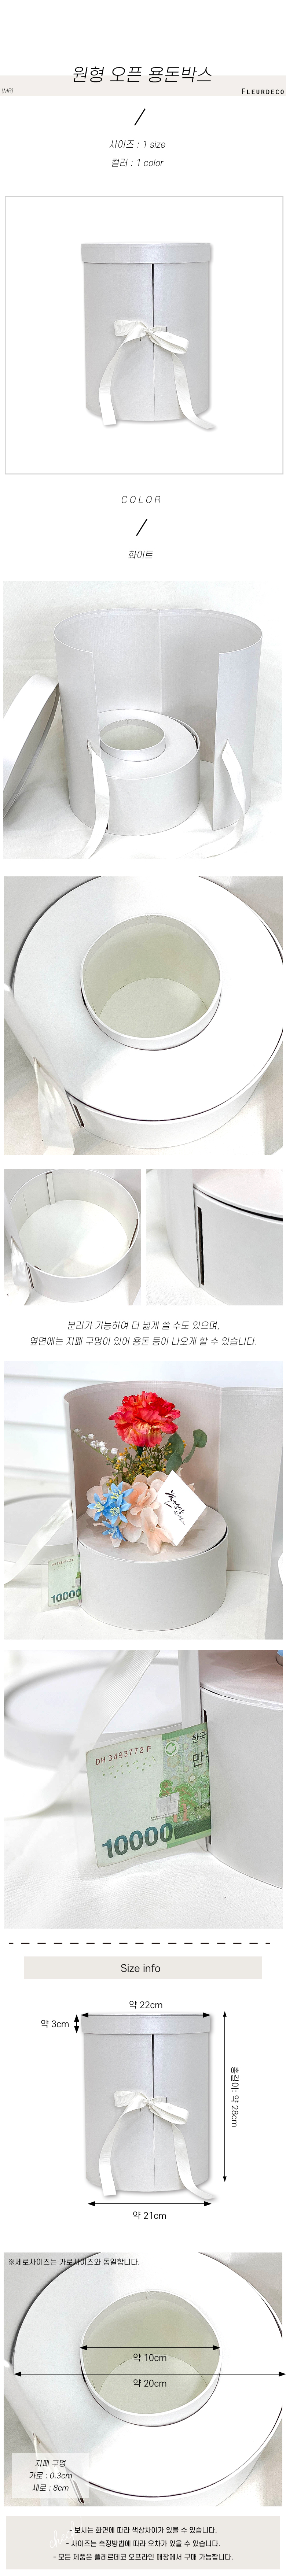 원형 오픈 용돈박스
(MR)
FLEURDECO
사이즈 : 1 size
컬러 : 1 color
COLOR
화이트
분리가 가능하여 더 넓게 쓸 수도 있으며,
옆면에는 지폐 구멍이 있어 용돈 등이 나오게 할 수 있습니다.
10000
DH 3493772 F
한국
만
10000
Size info
약 22cm
약 3cm
총길이: 약 28cm
약 21cm
※세로사이즈는 가로사이즈와 동일합니다.
약 10cm
약 20cm
지폐 구멍
가로 : 0.3cm
세로 : 8cm
- 보시는 화면에 따라 색상차이가 있을 수 있습니다.
- 사이즈는 측정방법에 따라 오차가 있을 수 있습니다.
- 모든 제품은 플레르데코 오프라인 매장에서 구매 가능합니다.